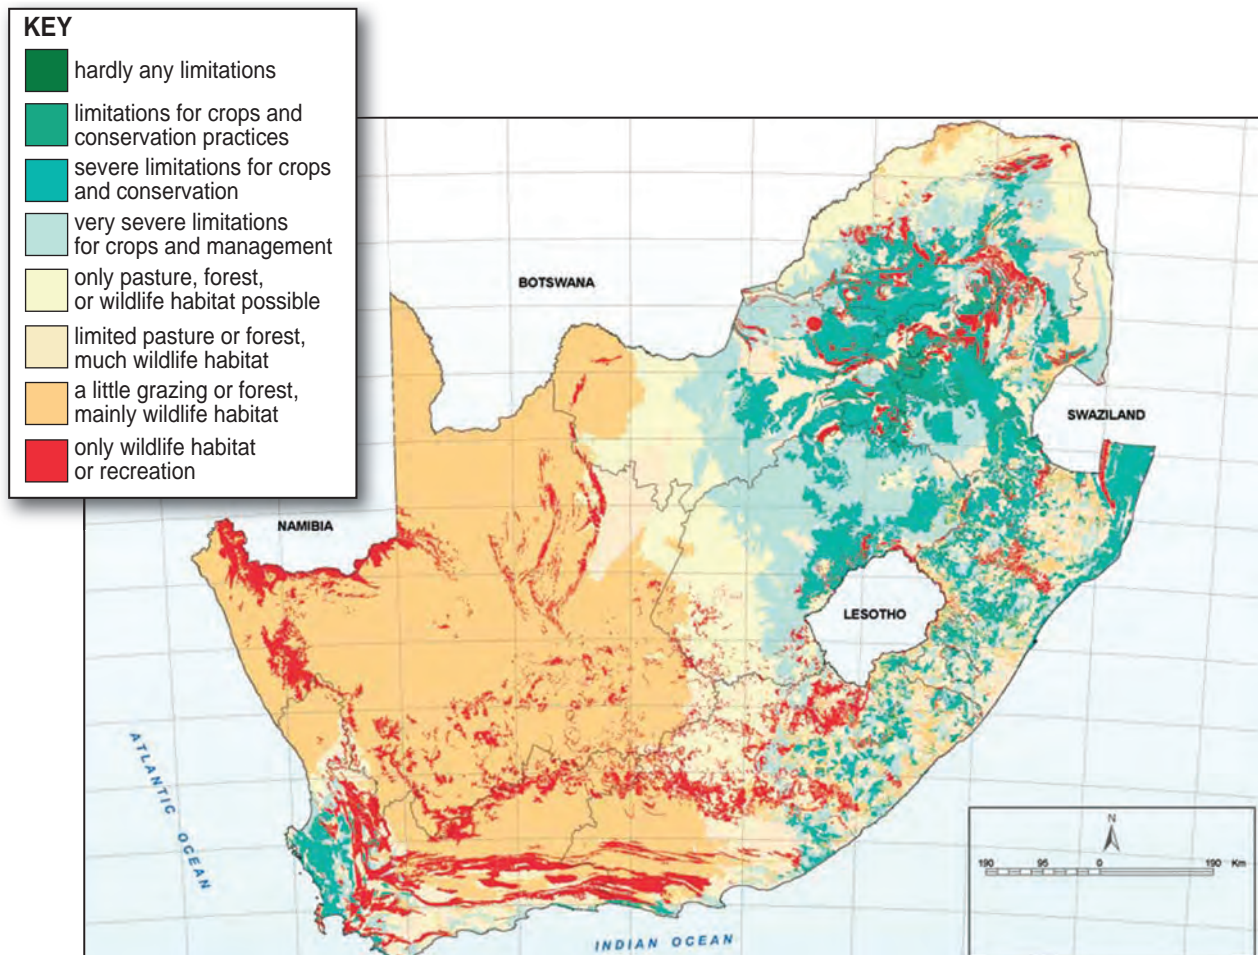 KEY
hardly any limitations
limitations for crops and
conservation practices
severe limitations for crops
and conservation
very severe limitations
for crops and management
only pasture, forest,
or wildlife habitat possible
limited pasture or forest,
much wildlife habitat
a little grazing or forest,
mainly wildlife habitat
only wildlife habitat
or recreation
BOTSWANA
SWAZILAND
NAMIBIA
LESOTHO
ATLANTIC OCEAN
INDIAN OCEAN
N
190 95 0 190 Km